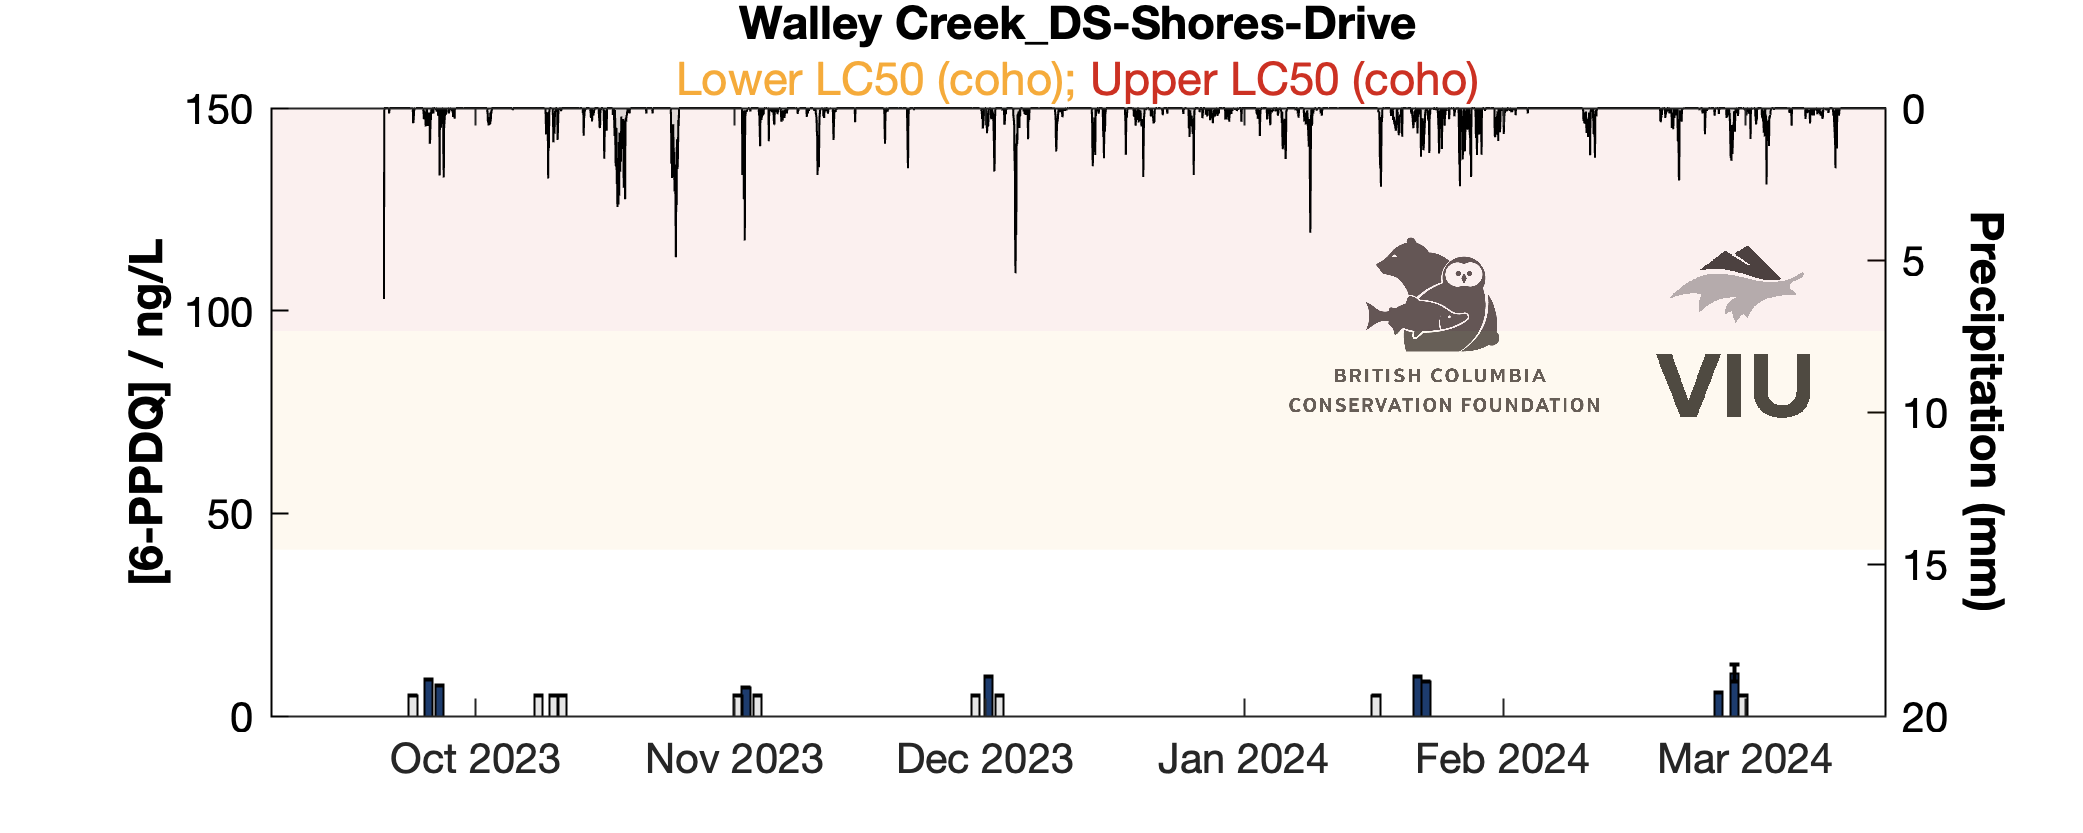 Walley Creek_DS-Shores-Drive
Lower LC50 (coho); Upper LC50 (coho)
150
100
50
0
[6-PPDQ] / ng/L
0
5
10
15
20
Precipitation (mm)
BRITISH COLUMBIA
CONSERVATION FOUNDATION
VIU
Oct 2023
Nov 2023
Dec 2023
Jan 2024
Feb 2024
Mar 2024